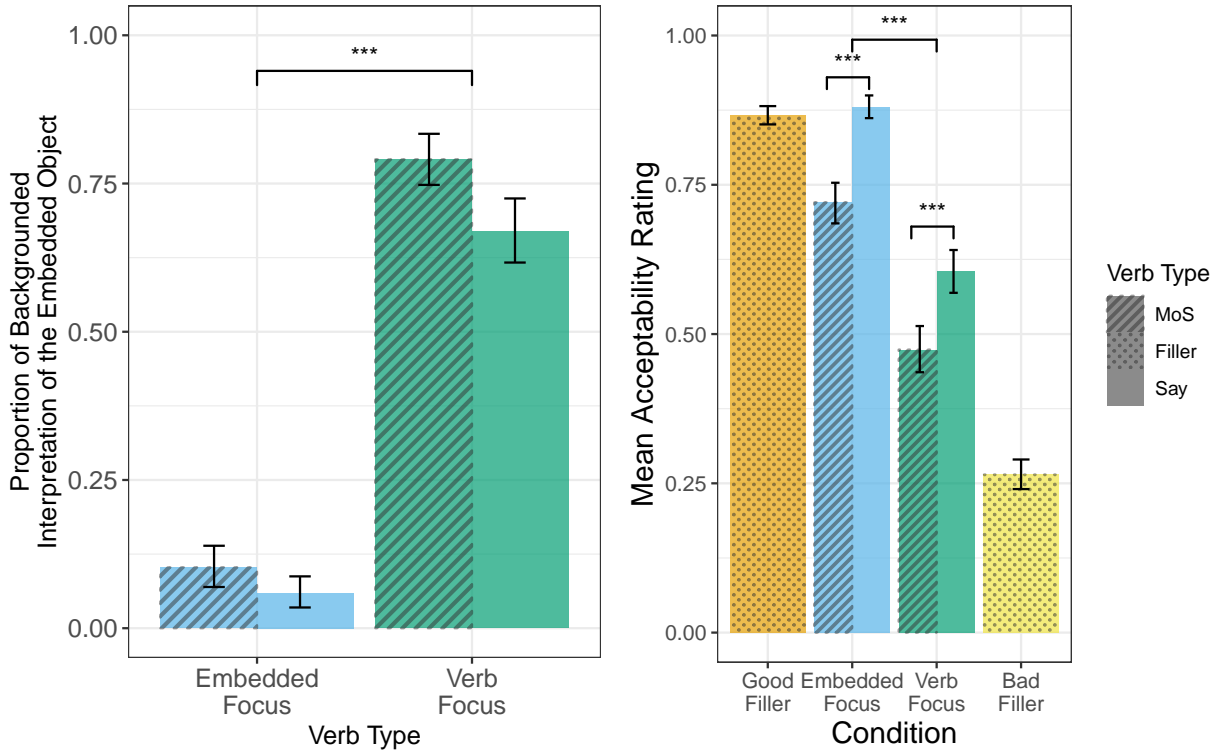 Proportion of Backgrounded
Interpretation of the Embedded Object
1.00
0.75
0.50
0.25
0.00
***
Embedded
Focus
Verb
Focus
Verb Type
Mean Acceptability Rating
1.00
0.75
0.50
0.25
0.00
***
***
***
Good
Filler
Embedded
Focus
Verb
Focus
Bad
Filler
Condition
Verb Type
MoS
Filler
Say